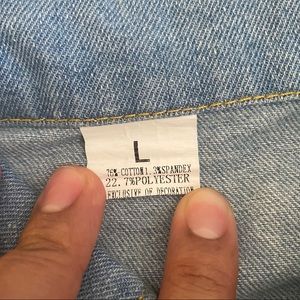 L
76% COTTON1.3%SPANDEX
22.7%POLYESTER
EXCLUSIVE OF DECORATION